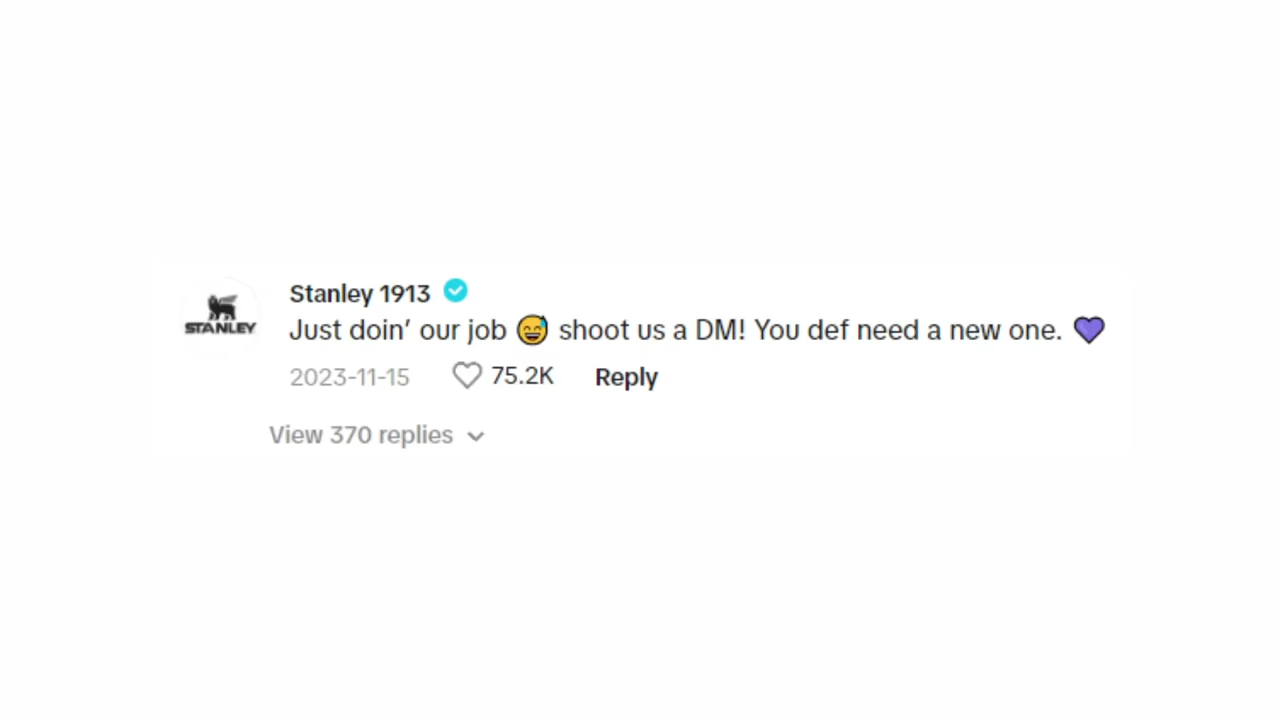 Stanley 1913
STANLEY
Just doin’ our job 😅 shoot us a DM! You def need a new one. 💜
2023-11-15 75.2K Reply
View 370 replies